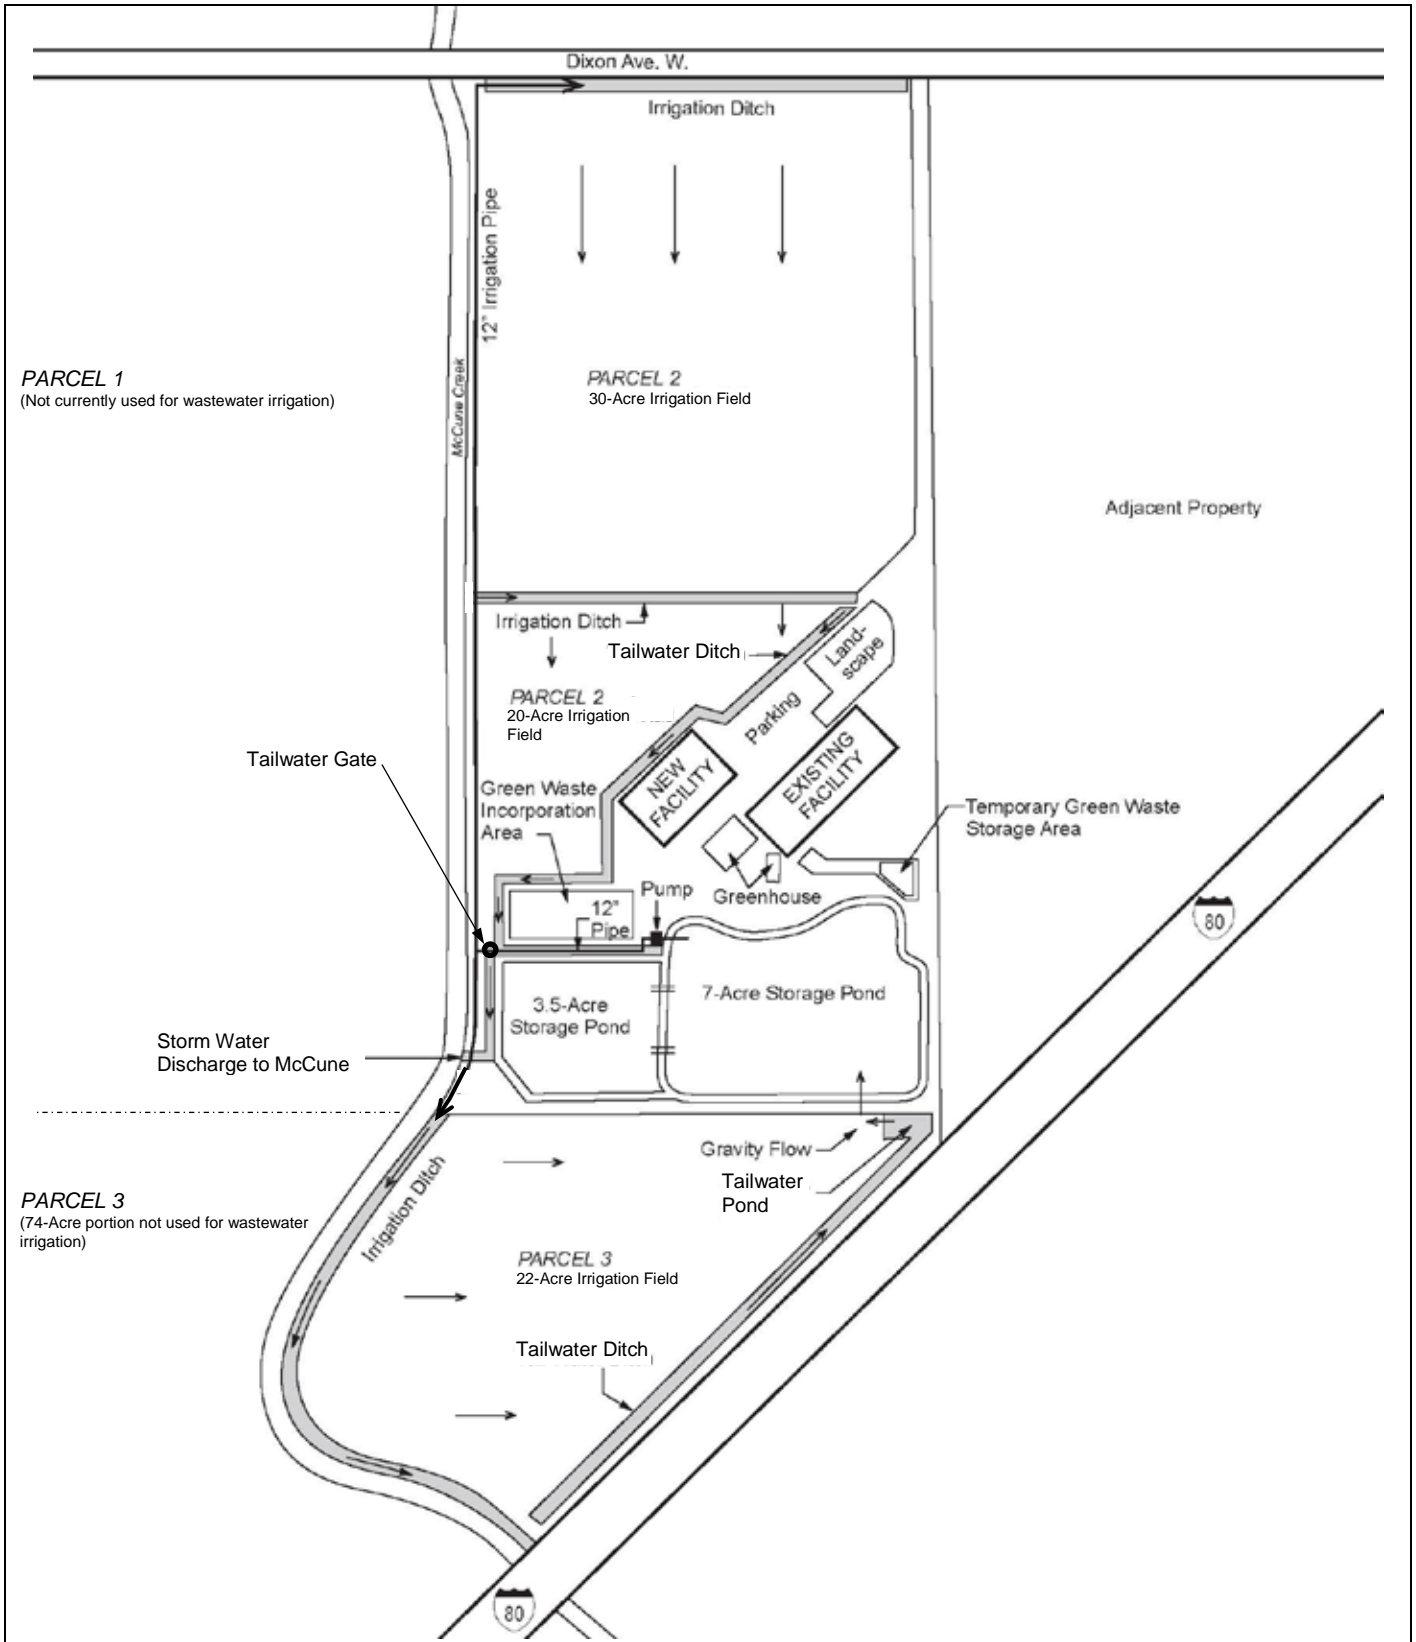 Dixon Ave. W.
Irrigation Ditch
12" Irrigation Pipe
McCune Creek
PARCEL 1
(Not currently used for wastewater irrigation)
PARCEL 2
30-Acre Irrigation Field
Adjacent Property
Irrigation Ditch
Tailwater Ditch
Land-
scape
Parking
PARCEL 2
20-Acre Irrigation
Field
NEW
FACILITY
EXISTING
FACILITY
Tailwater Gate
Green Waste
Incorporation
Area
Temporary Green Waste
Storage Area
Pump
Greenhouse
12"
Pipe
80
3.5-Acre
Storage Pond
7-Acre Storage Pond
Storm Water
Discharge to McCune
Gravity Flow
Tailwater
Pond
Irrigation Ditch
PARCEL 3
(74-Acre portion not used for wastewater
irrigation)
PARCEL 3
22-Acre Irrigation Field
Tailwater Ditch
80